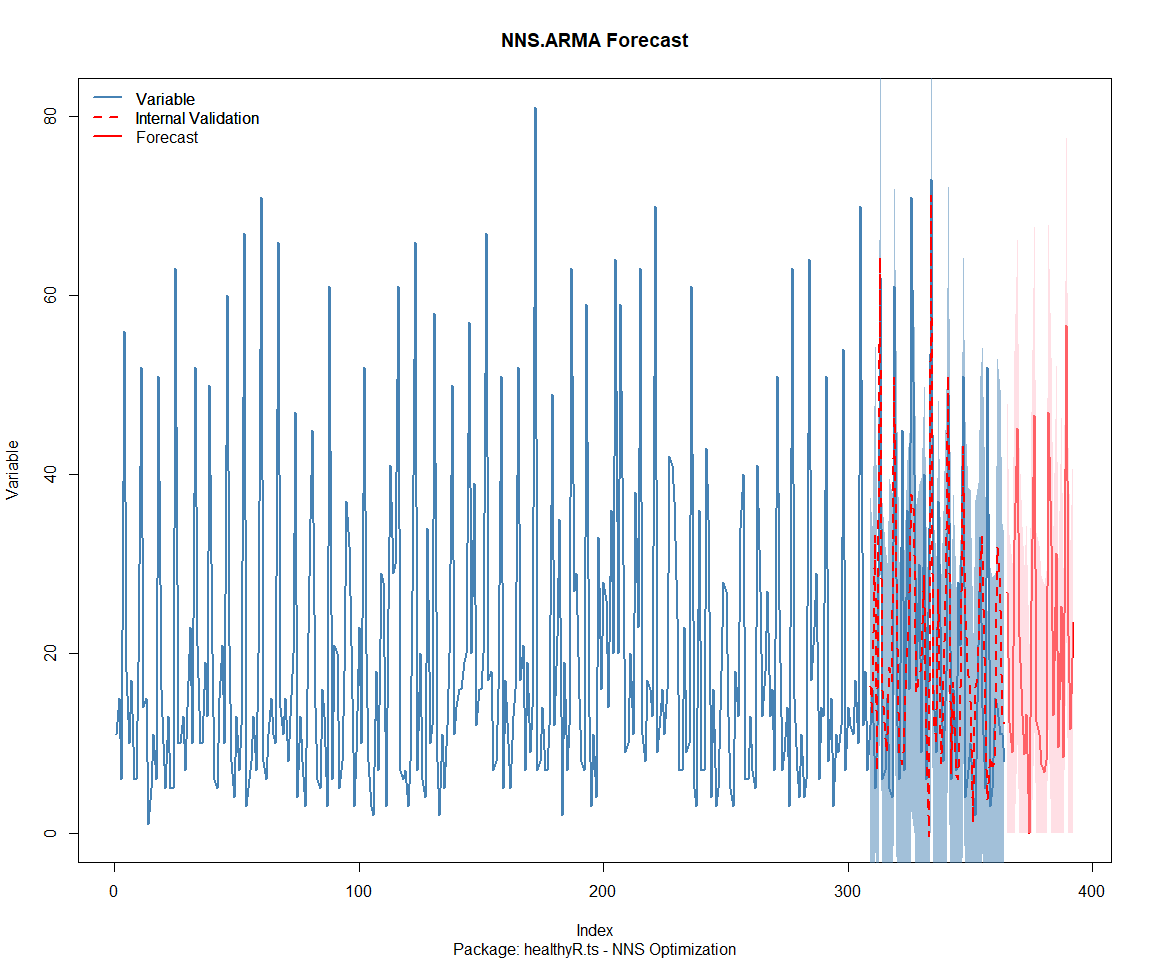 NNS.ARMA Forecast
Variable
Internal Validation
Forecast
80
60
40
20
0
Variable
0
100
200
300
400
Index
Package: healthyR.ts - NNS Optimization